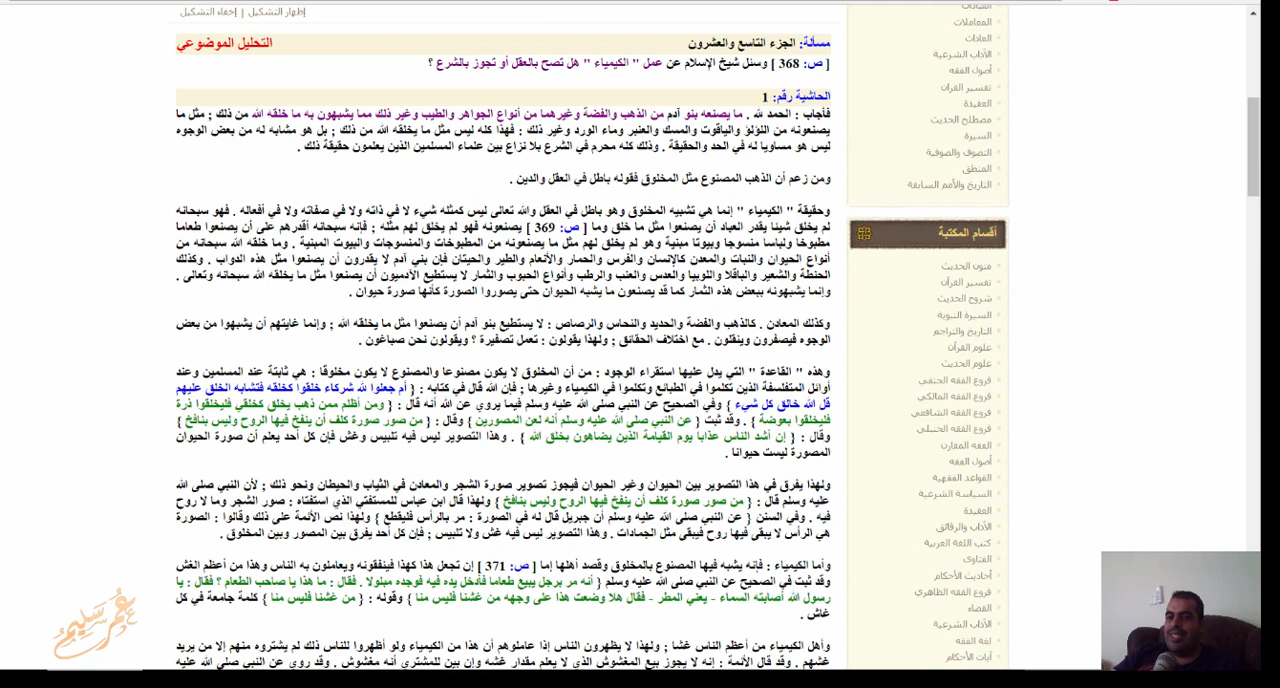 إظهار التشكيل | إخفاء التشكيل
مسألة: الجزء التاسع والعشرون
التحليل الموضوعي
[ ص: 368 ] وسئل شيخ الإسلام عن عمل " الكيمياء " هل تصح بالعقل أو تجوز بالشرع ؟
الحاشية رقم: 1
فأجاب : الحمد لله . ما يصنعه بنو آدم من الذهب والفضة وغيرهما من أنواع الجواهر والطيب وغير ذلك مما يشبهون به ما خلقه الله من ذلك ; مثل ما
يصنعونه من اللؤلؤ والياقوت والمسك والعنبر وماء الورد وغير ذلك : فهذا كله ليس مثل ما يخلقه الله من ذلك ; بل هو مشابه له من بعض الوجوه
ليس هو مساويا له في الحد والحقيقة . وذلك كله محرم في الشرع بلا نزاع بين علماء المسلمين الذين يعلمون حقيقة ذلك .
ومن زعم أن الذهب المصنوع مثل المخلوق فقوله باطل في العقل والدين .
وحقيقة " الكيمياء " إنما هي تشبيه المخلوق وهو باطل في العقل والله تعالى ليس كمثله شيء لا في ذاته ولا في صفاته ولا في أفعاله . فهو سبحانه
لم يخلق شيئا يقدر العباد أن يصنعوا مثل ما خلق وما [ ص: 369 ] يصنعونه فهو لم يخلق لهم مثله ; فإنه سبحانه أقدرهم على أن يصنعوا طعاما
مطبوخا ولباسا منسوجا وبيوتا مبنية وهو لم يخلق لهم مثل ما يصنعونه من المطبوخات والمنسوجات والبيوت المبنية . وما خلقه الله سبحانه من
أنواع الحيوان والنبات والمعدن كالإنسان والفرس والحمار والأنعام والطير والحيتان فإن بني آدم لا يقدرون أن يصنعوا مثل هذه الدواب . وكذلك
الحنطة والشعير والباقلا واللوبيا والعدس والعنب والرطب وأنواع الحبوب والثمار لا يستطيع الآدميون أن يصنعوا مثل ما يخلقه الله سبحانه وتعالى .
وإنما يشبهونه ببعض هذه الثمار كما قد يصنعون ما يشبه الحيوان حتى يصوروا الصورة كأنها صورة حيوان .
وكذلك المعادن . كالذهب والفضة والحديد والنحاس والرصاص : لا يستطيع بنو آدم أن يصنعوا مثل ما يخلقه الله ; وإنما غايتهم أن يشبهوا من بعض
الوجوه فيصفرون وينقلون . مع اختلاف الحقائق ; ولهذا يقولون : تعمل تصفيرة ؟ ويقولون نحن صباغون .
وهذه " القاعدة " التي يدل عليها استقراء الوجود : من أن المخلوق لا يكون مصنوعا والمصنوع لا يكون مخلوقا : هي ثابتة عند المسلمين وعند
أوائل المتفلسفة الذين تكلموا في الطبائع وتكلموا في الكيمياء وغيرها ; فإن الله قال في كتابه : { أم جعلوا لله شركاء خلقوا كخلقه فتشابه الخلق عليهم
قل الله خالق كل شيء } وفي الصحيح عن النبي صلى الله عليه وسلم فيما يروي عن الله أنه قال : { ومن أظلم ممن ذهب يخلق كخلقي فليخلقوا ذرة
فليخلقوا بعوضة } . وقد ثبت { عن النبي صلى الله عليه وسلم أنه لعن المصورين } وقال : { من صور صورة كلف أن ينفخ فيها الروح وليس بنافخ }
وقال : { إن أشد الناس عذابا يوم القيامة الذين يضاهون بخلق الله } . وهذا التصوير ليس فيه تلبيس وغش فإن كل أحد يعلم أن صورة الحيوان
المصورة ليست حيوانا .
ولهذا يفرق في هذا التصوير بين الحيوان وغير الحيوان فيجوز تصوير صورة الشجر والمعادن في الثياب والحيطان ونحو ذلك ; لأن النبي صلى الله
عليه وسلم قال : { من صور صورة كلف أن ينفخ فيها الروح وليس بنافخ } ولهذا قال ابن عباس للمستفتي الذي استفتاه : صور الشجر وما لا روح
فيه . وفي السنن { عن النبي صلى الله عليه وسلم أن جبريل قال له في الصورة : مر بالرأس فليقطع } ولهذا نص الأئمة على ذلك وقالوا : الصورة
هي الرأس لا يبقى فيها روح فيبقى مثل الجمادات . وهذا التصوير ليس فيه غش ولا تلبيس ; فإن كل أحد يفرق بين المصور وبين المخلوق .
وأما الكيمياء : فإنه يشبه فيها المصنوع بالمخلوق وقصد أهلها إما [ ص: 371 ] إن تجعل هذا كهذا فينفقونه ويعاملون به الناس وهذا من أعظم الغش
وقد ثبت في الصحيح عن النبي صلى الله عليه وسلم { أنه مر برجل يبيع طعاما فأدخل يده فيه فوجده مبلولا . فقال : ما هذا يا صاحب الطعام ؟ فقال : يا
رسول الله أصابته السماء - يعني المطر - فقال هلا وضعت هذا على وجهه من غشنا فليس منا } وقوله : { من غشنا فليس منا } كلمة جامعة في كل
غاش .
وأهل الكيمياء من أعظم الناس غشا ; ولهذا لا يظهرون الناس إذا عاملوهم أن هذا من الكيمياء ولو أظهروا للناس ذلك لم يشتروه منهم إلا من يريد
غشهم . وقد قال الأئمة : إنه لا يجوز بيع المغشوش الذي لا يعلم مقدار غشه وإن بين للمشتري أنه مغشوش . وقد روي عن النبي صلى الله عليه
العبادات
المعاملات
العادات
الآداب الشرعية
أصول الفقه
تفسير القرآن
العقيدة
مصطلح الحديث
السيرة
التصوف والصوفية
المنطق
التاريخ والأمم السابقة
أقسام المكتبة
متون الحديث
تفسير القرآن
شروح الحديث
السيرة النبوية
التاريخ والتراجم
علوم القرآن
علوم الحديث
فروع الفقه الحنفي
فروع الفقه المالكي
فروع الفقه الشافعي
فروع الفقه الحنبلي
الفقه المقارن
أصول الفقه
القواعد الفقهية
السياسة الشرعية
العقيدة
الآداب والرقائق
كتب اللغة العربية
الفتاوى
أحاديث الأحكام
فروع الفقه الظاهري
القضاء
الآداب الشرعية
لغة الفقه
آيات الأحكام
عمر سليم